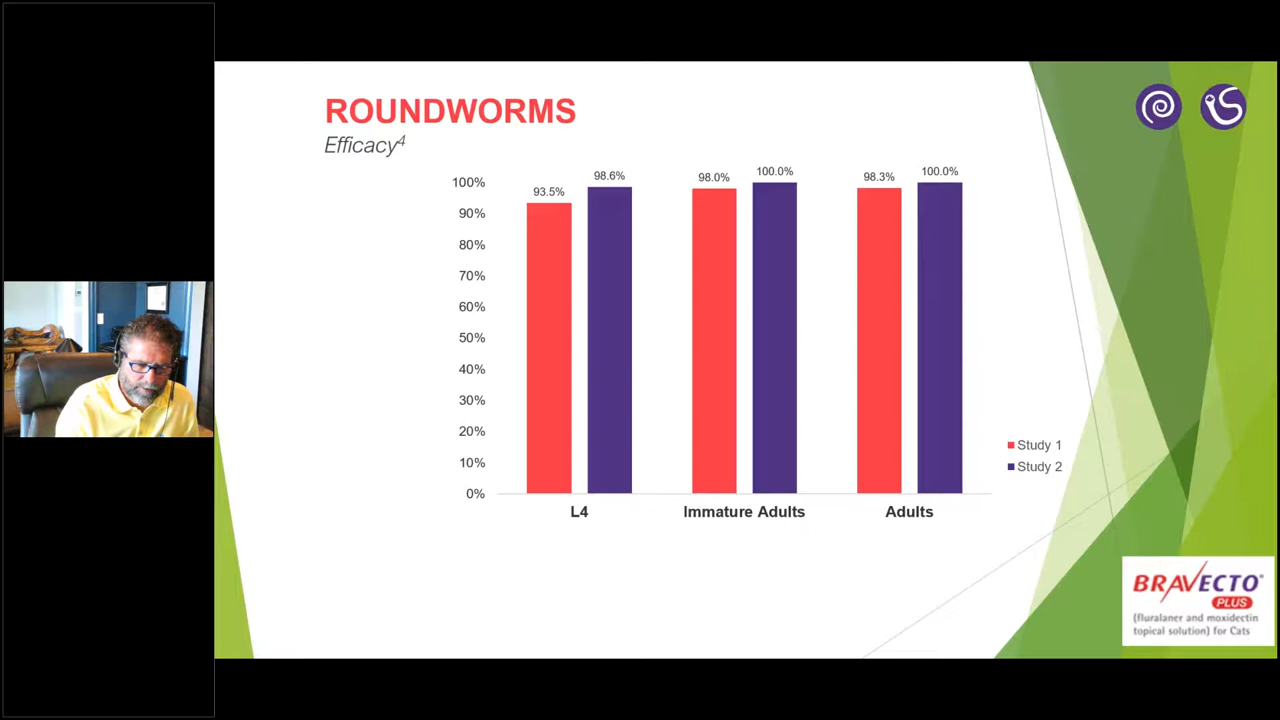 ROUNDWORMS
Efficacy4
100%
90%
80%
70%
60%
50%
40%
30%
20%
10%
0%
93.5%
98.6%
98.0%
100.0%
98.3%
100.0%
L4
Immature Adults
Adults
Study 1
Study 2
BRAVECTO®
PLUS
(fluralaner and moxidectin
topical solution) for Cats